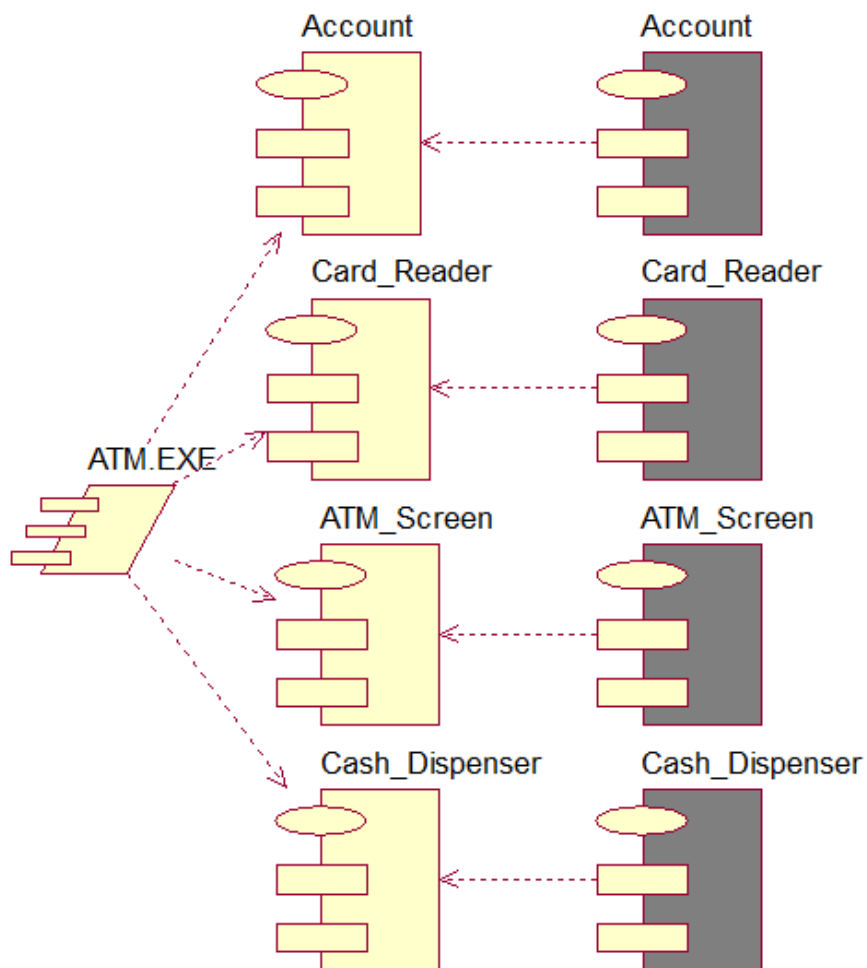 Account
Account
Card_Reader
Card_Reader
ATM.EXE
ATM_Screen
ATM_Screen
Cash_Dispenser
Cash_Dispenser